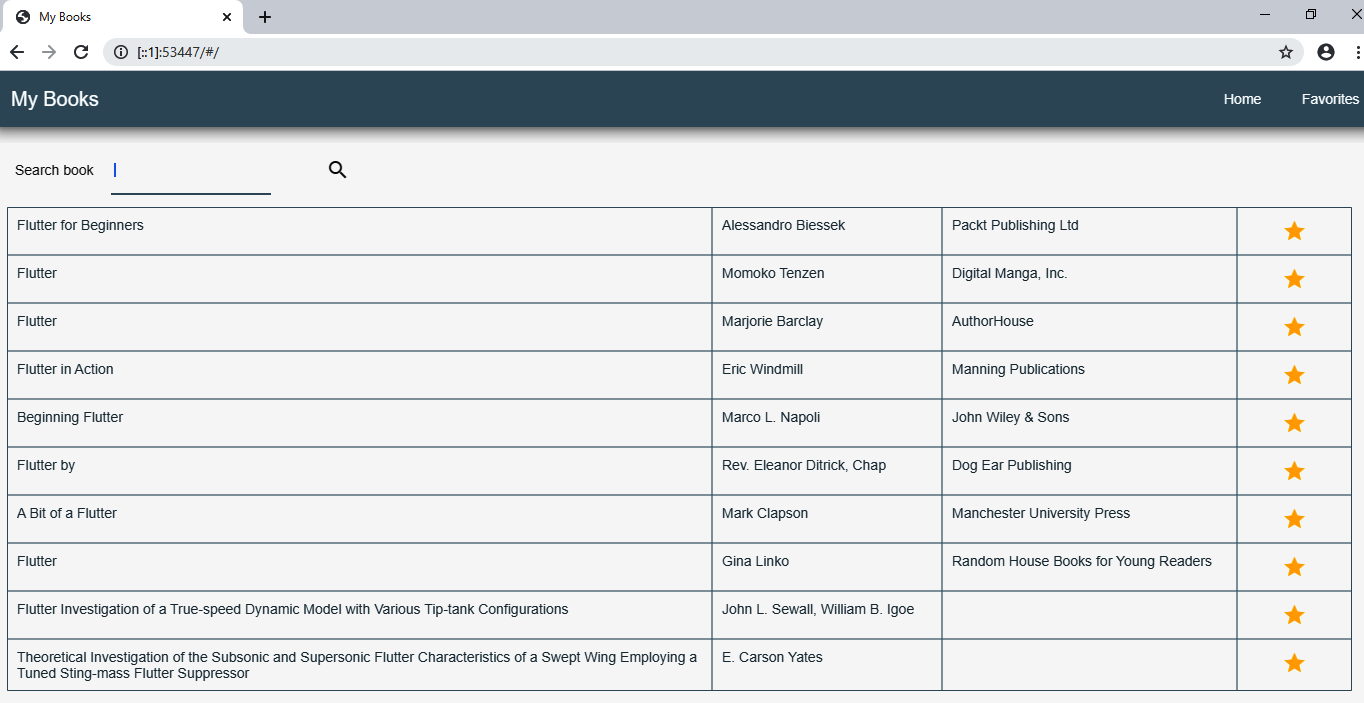 My Books
[::1]:53447/#/
My Books Home Favorites
Search book
Flutter for Beginners Alessandro Biessek Packt Publishing Ltd
Flutter Momoko Tenzen Digital Manga, Inc.
Flutter Marjorie Barclay AuthorHouse
Flutter in Action Eric Windmill Manning Publications
Beginning Flutter Marco L. Napoli John Wiley & Sons
Flutter by Rev. Eleanor Ditrick, Chap Dog Ear Publishing
A Bit of a Flutter Mark Clapson Manchester University Press
Flutter Gina Linko Random House Books for Young Readers
Flutter Investigation of a True-speed Dynamic Model with Various Tip-tank Configurations John L. Sewall, William B. Igoe
Theoretical Investigation of the Subsonic and Supersonic Flutter Characteristics of a Swept Wing Employing a E. Carson Yates
Tuned Sting-mass Flutter Suppressor